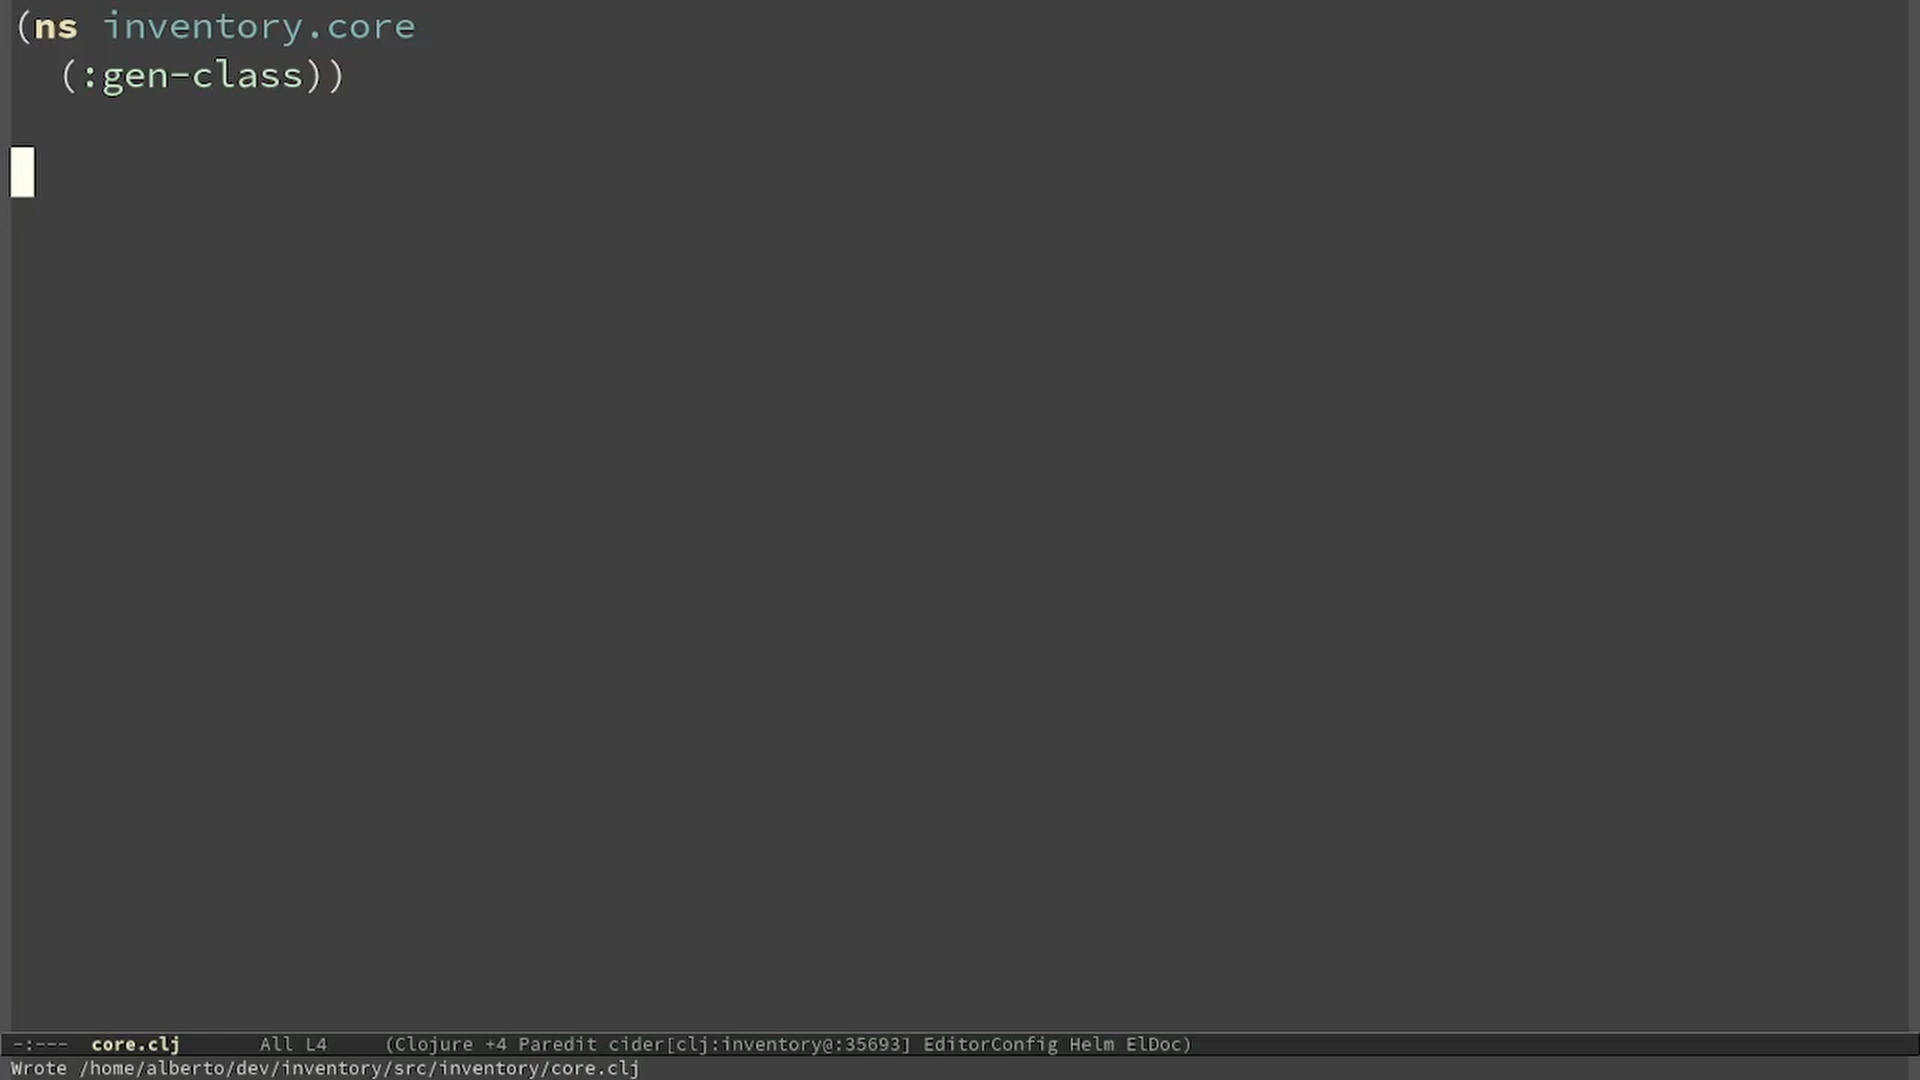 (ns inventory.core
  (:gen-class))
-:---  core.clj       All L4     (Clojure +4 Paredit cider[clj:inventory@:35693] EditorConfig Helm ElDoc)
Wrote /home/alberto/dev/inventory/src/inventory/core.clj